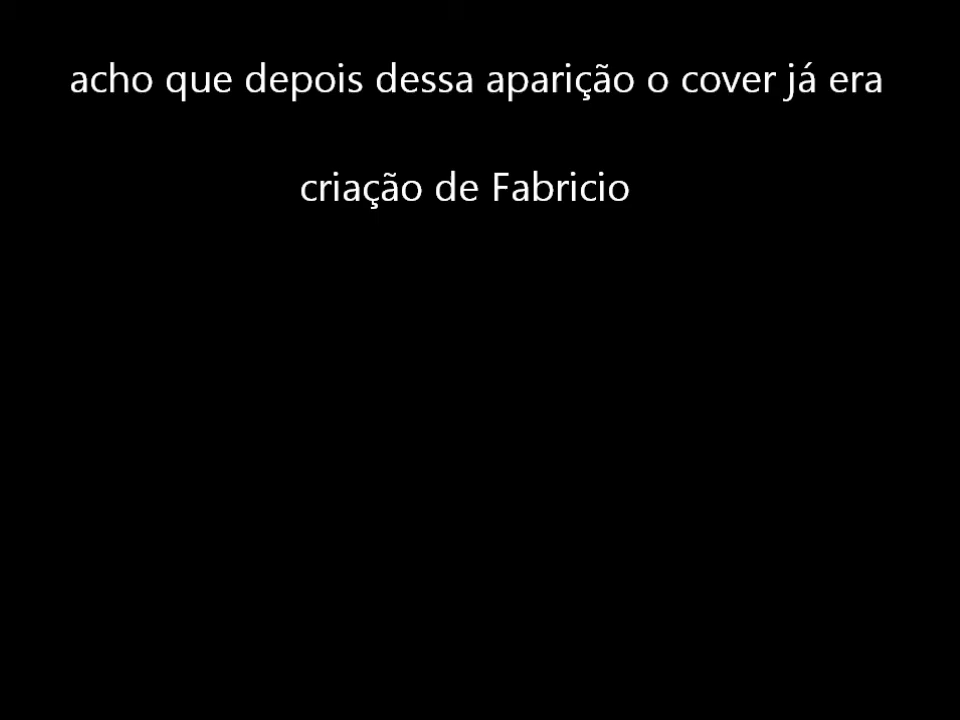 acho que depois dessa aparição o cover já era
criação de Fabricio